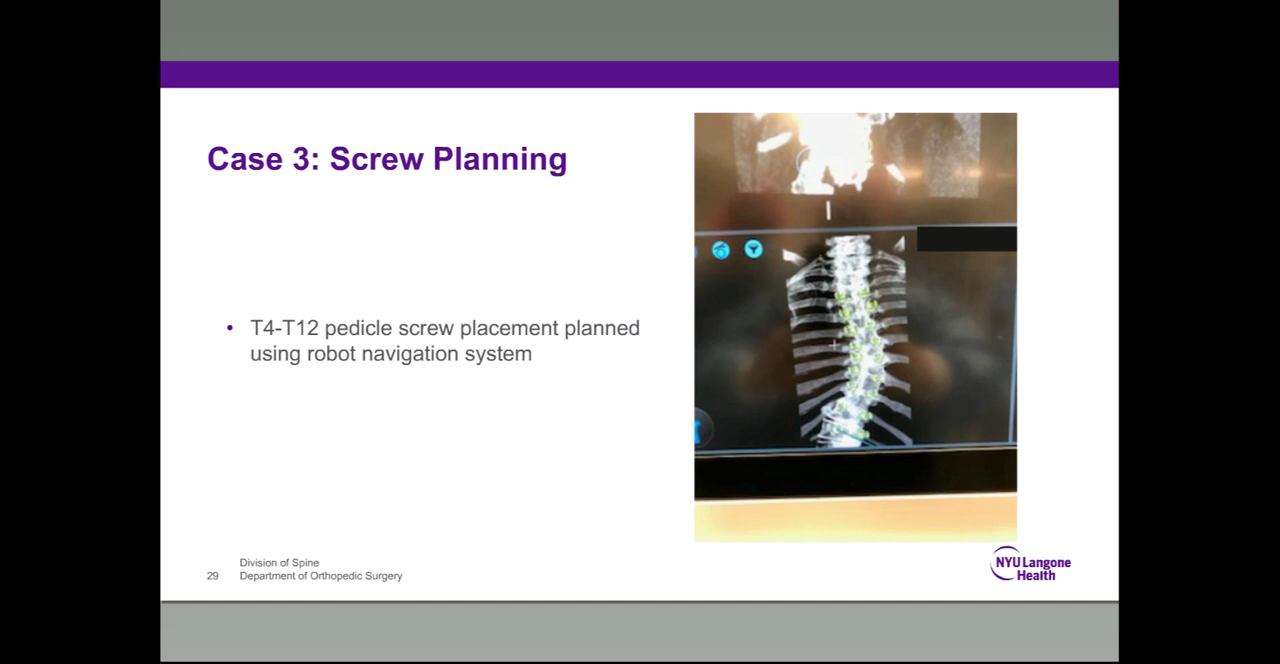 Case 3: Screw Planning
• T4-T12 pedicle screw placement planned
using robot navigation system
Division of Spine
29 Department of Orthopedic Surgery
NYU Langone
Health